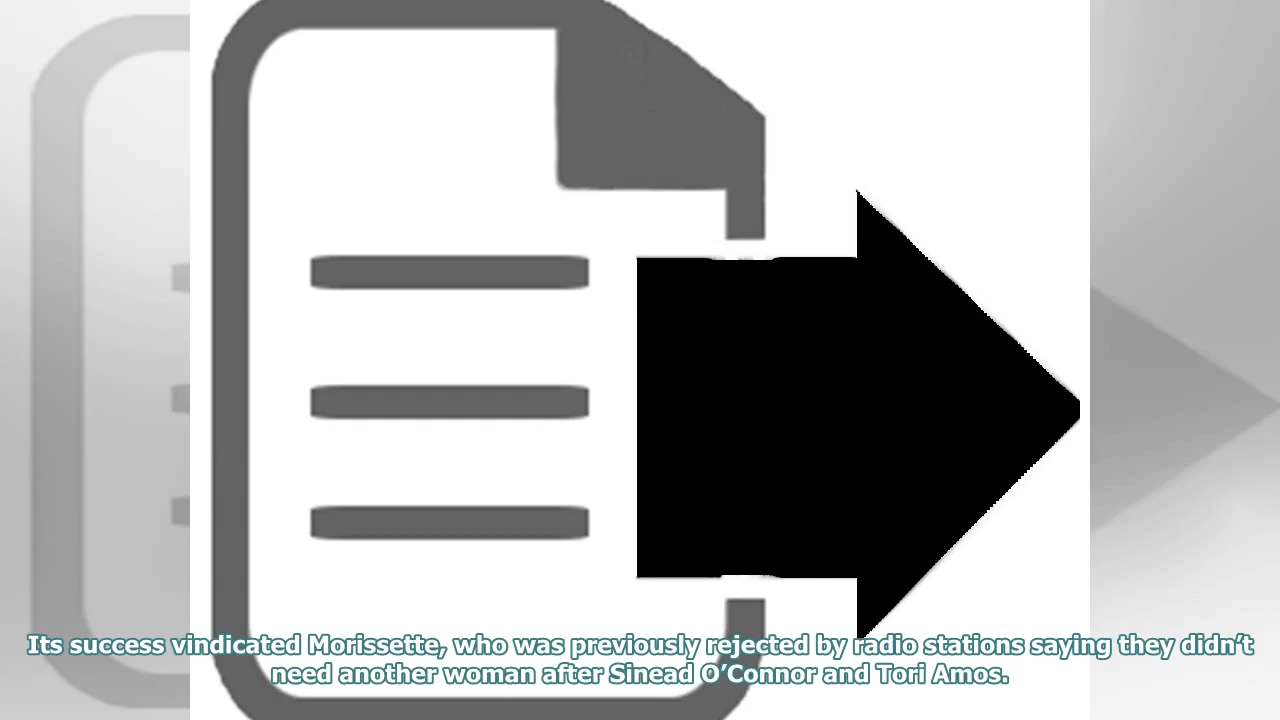 Its success vindicated Morissette, who was previously rejected by radio stations saying they didn’t
need another woman after Sinead O’Connor and Tori Amos.